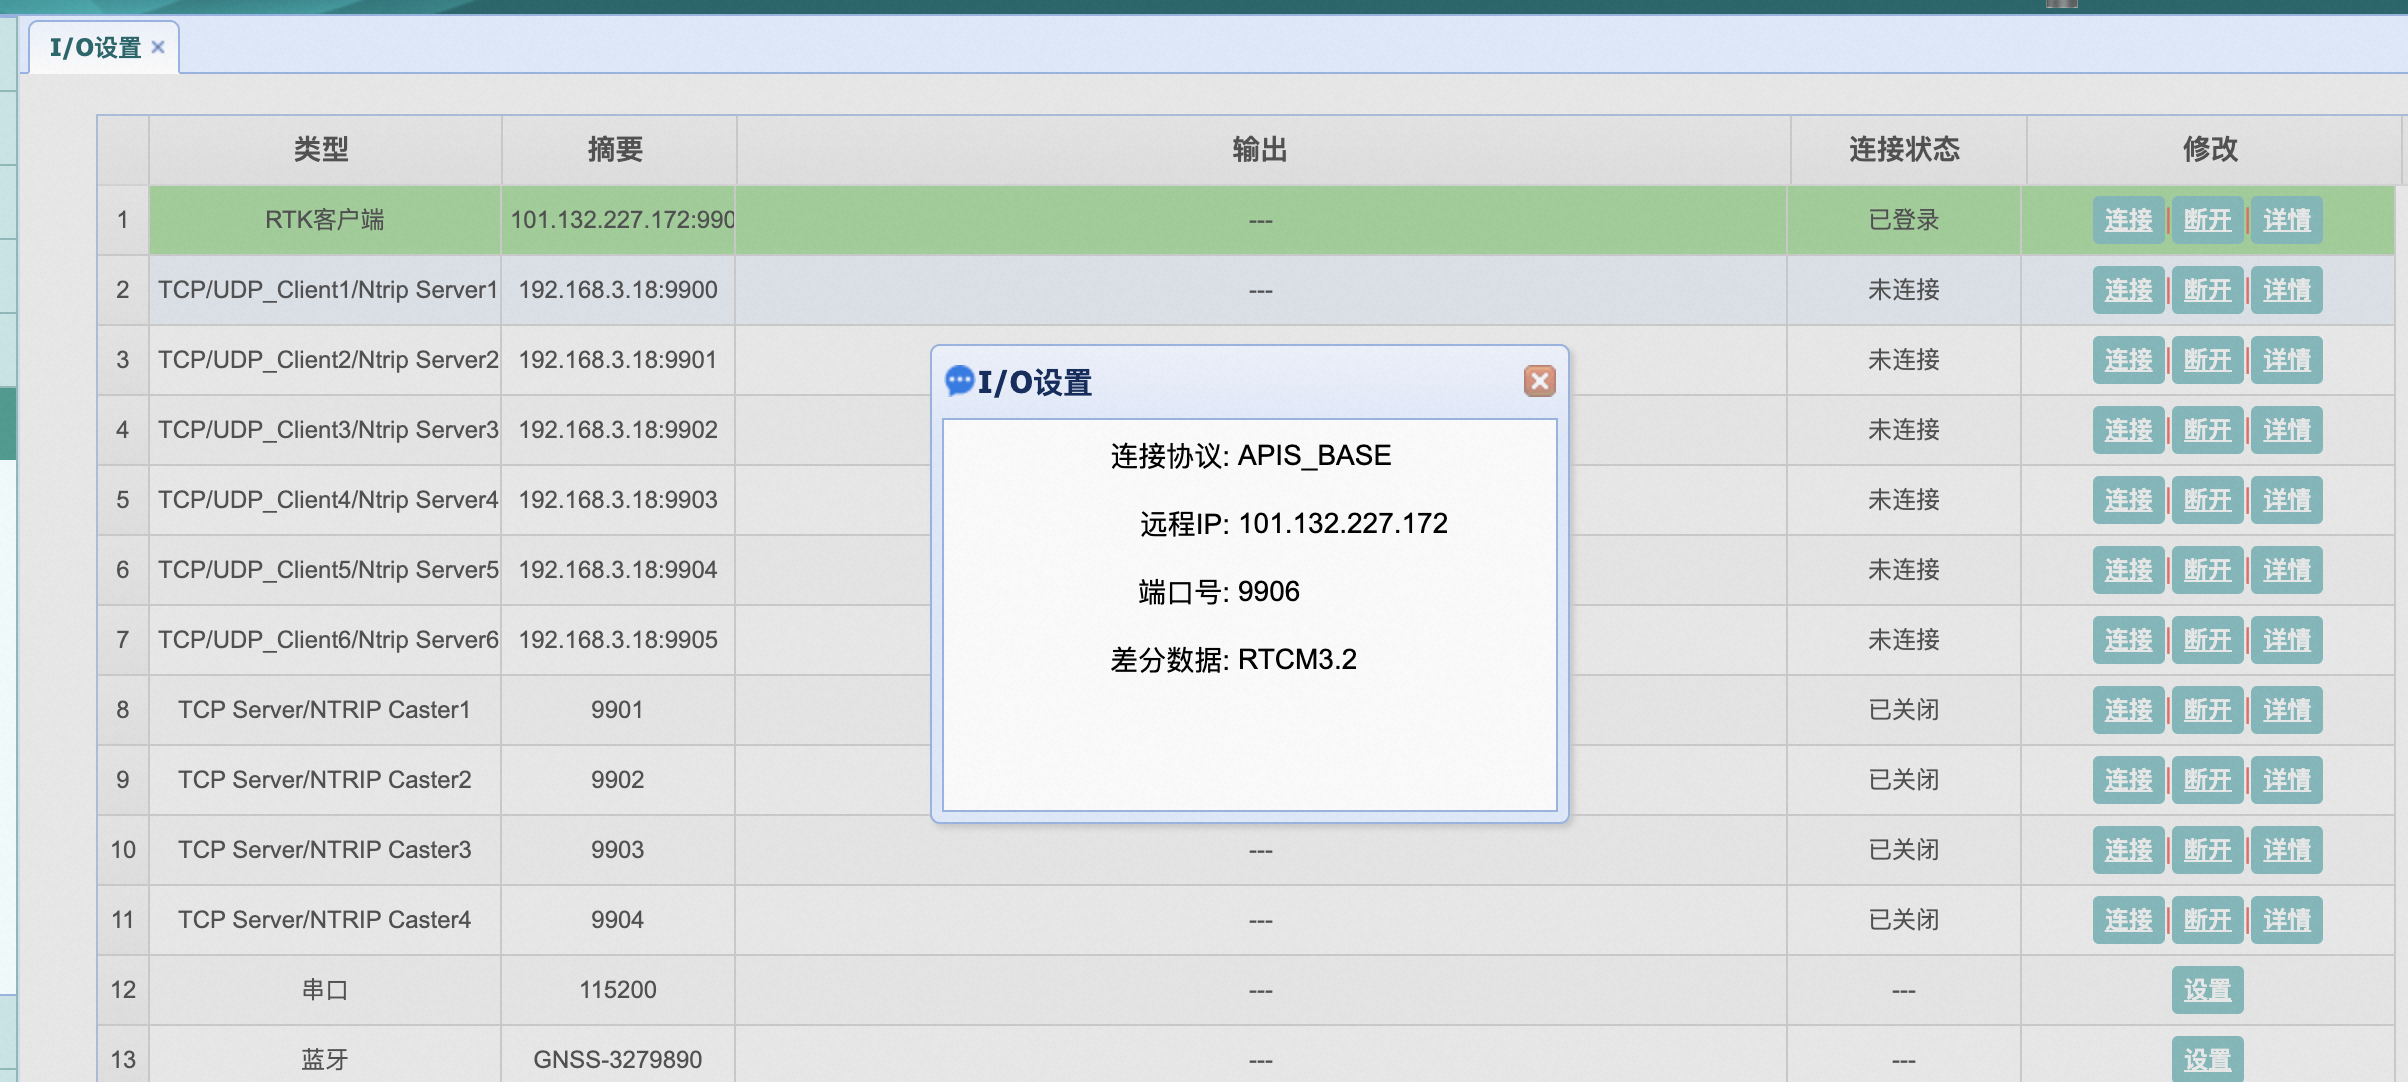 I/O设置
类型 摘要 输出 连接状态 修改
1 RTK客户端 101.132.227.172:990 --- 已登录 连接 | 断开 | 详情
2 TCP/UDP_Client1/Ntrip Server1 192.168.3.18:9900 --- 未连接 连接 | 断开 | 详情
3 TCP/UDP_Client2/Ntrip Server2 192.168.3.18:9901 未连接 连接 | 断开 | 详情
4 TCP/UDP_Client3/Ntrip Server3 192.168.3.18:9902 未连接 连接 | 断开 | 详情
5 TCP/UDP_Client4/Ntrip Server4 192.168.3.18:9903 未连接 连接 | 断开 | 详情
6 TCP/UDP_Client5/Ntrip Server5 192.168.3.18:9904 未连接 连接 | 断开 | 详情
7 TCP/UDP_Client6/Ntrip Server6 192.168.3.18:9905 未连接 连接 | 断开 | 详情
8 TCP Server/NTRIP Caster1 9901 已关闭 连接 | 断开 | 详情
9 TCP Server/NTRIP Caster2 9902 已关闭 连接 | 断开 | 详情
10 TCP Server/NTRIP Caster3 9903 --- 已关闭 连接 | 断开 | 详情
11 TCP Server/NTRIP Caster4 9904 --- 已关闭 连接 | 断开 | 详情
12 串口 115200 --- --- 设置
13 蓝牙 GNSS-3279890 --- --- 设置
I/O设置
连接协议: APIS_BASE
远程IP: 101.132.227.172
端口号: 9906
差分数据: RTCM3.2